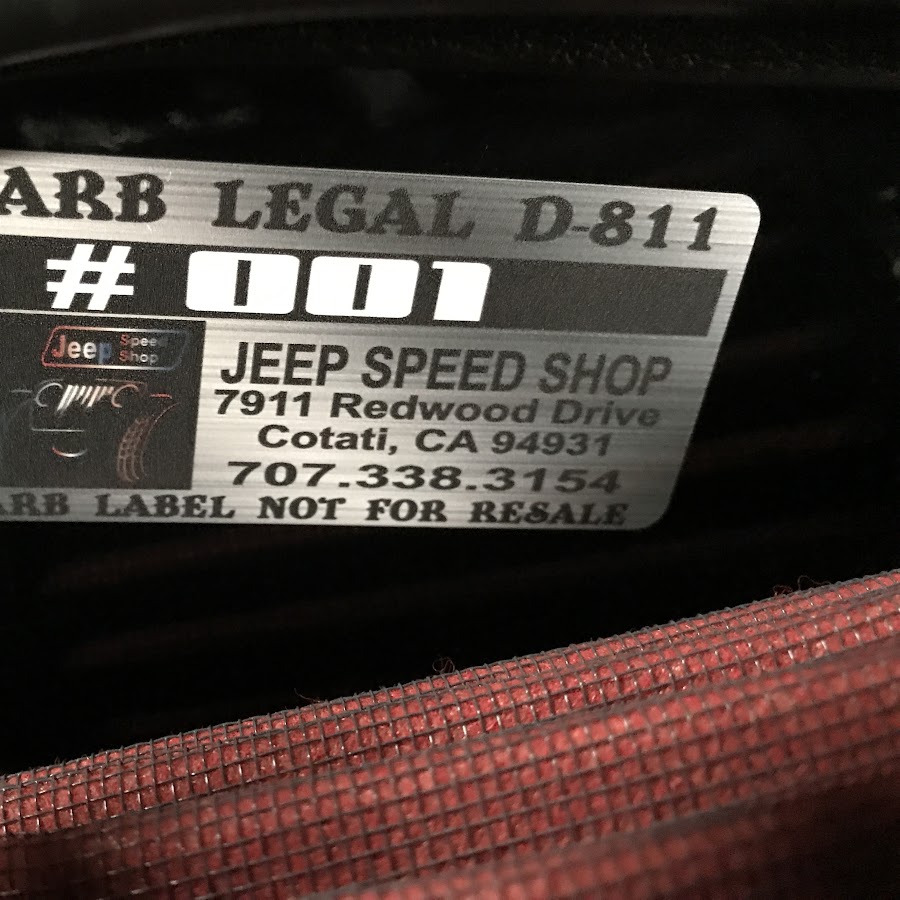 ARB LEGAL D-811
# 001
Jeep Speed
Shop
JEEP SPEED SHOP
7911 Redwood Drive
Cotati, CA 94931
707.338.3154
ARB LABEL NOT FOR RESALE